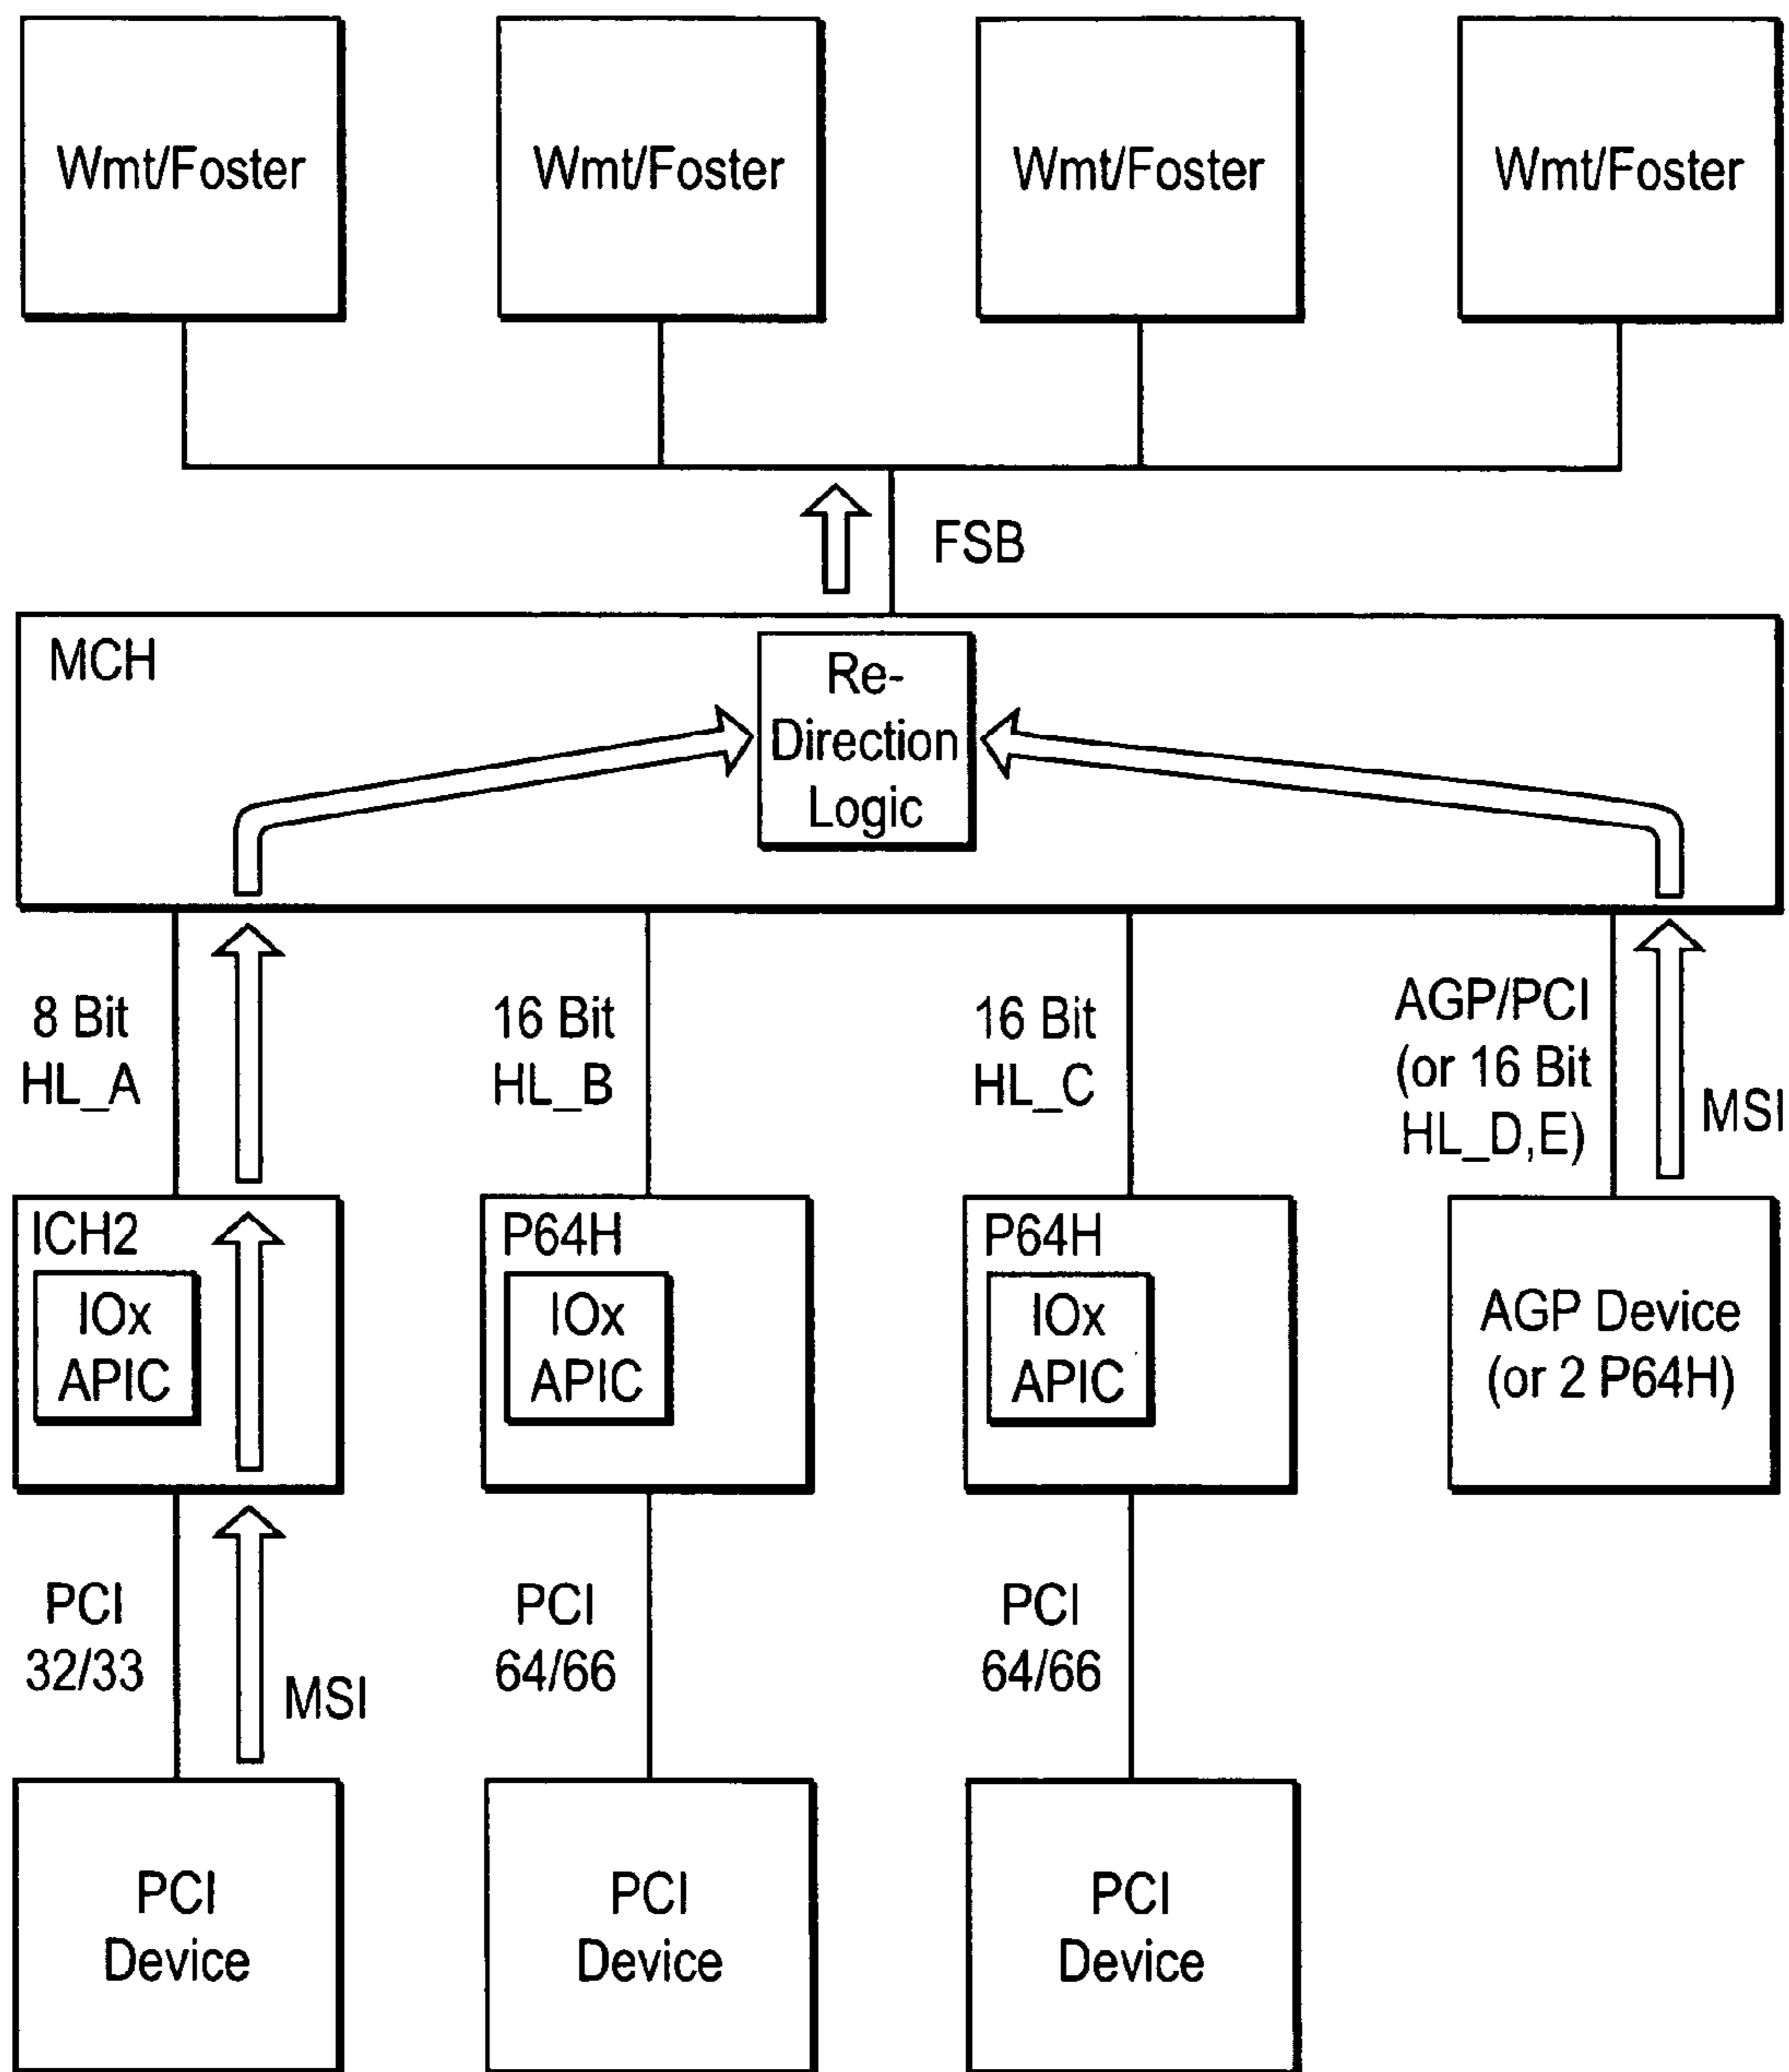 Wmt/Foster
Wmt/Foster
Wmt/Foster
Wmt/Foster
FSB
MCH
Re-
Direction
Logic
8 Bit
HL_A
16 Bit
HL_B
16 Bit
HL_C
AGP/PCI
(or 16 Bit
HL_D,E)
MSI
ICH2
IOx
APIC
P64H
IOx
APIC
P64H
IOx
APIC
AGP Device
(or 2 P64H)
PCI
32/33
MSI
PCI
64/66
PCI
64/66
PCI
Device
PCI
Device
PCI
Device